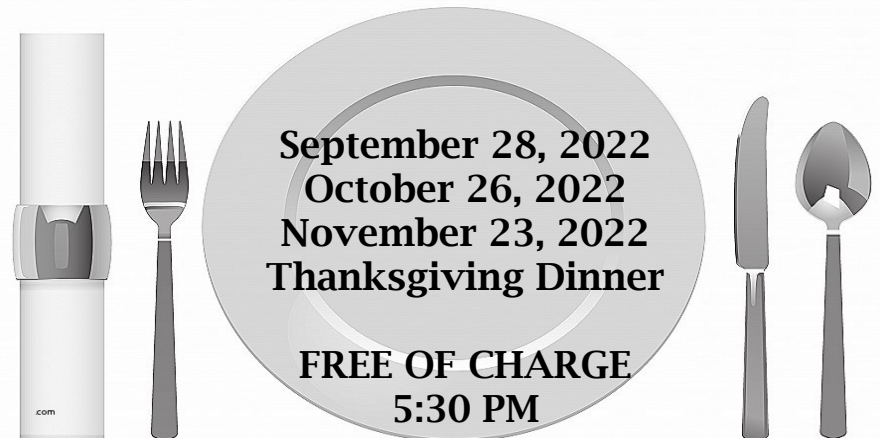 September 28, 2022
October 26, 2022
November 23, 2022
Thanksgiving Dinner
FREE OF CHARGE
5:30 PM
.com